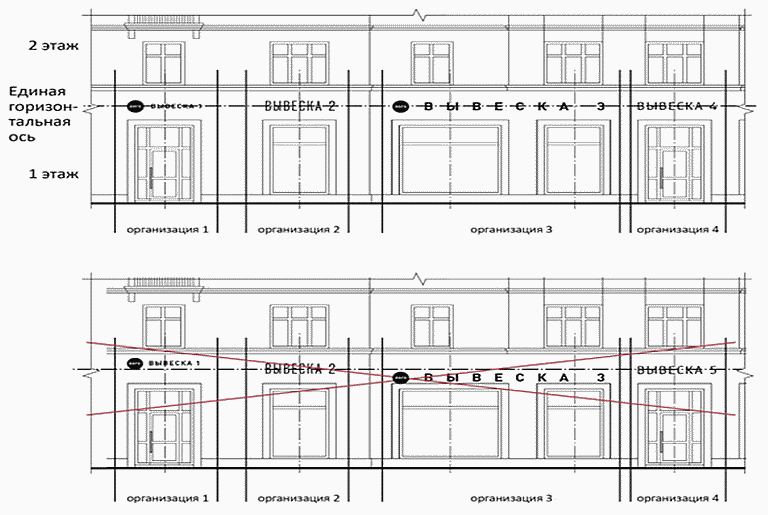 2 этаж
Единая
горизон-
тальная
ось
ВЫВЕСКА 1
ВЫВЕСКА 2
ВЫВЕСКА 3
ВЫВЕСКА 4
1 этаж
организация 1
организация 2
организация 3
организация 4
ВЫВЕСКА 1
ВЫВЕСКА 2
ВЫВЕСКА 3
ВЫВЕСКА 5
организация 1
организация 2
организация 3
организация 4